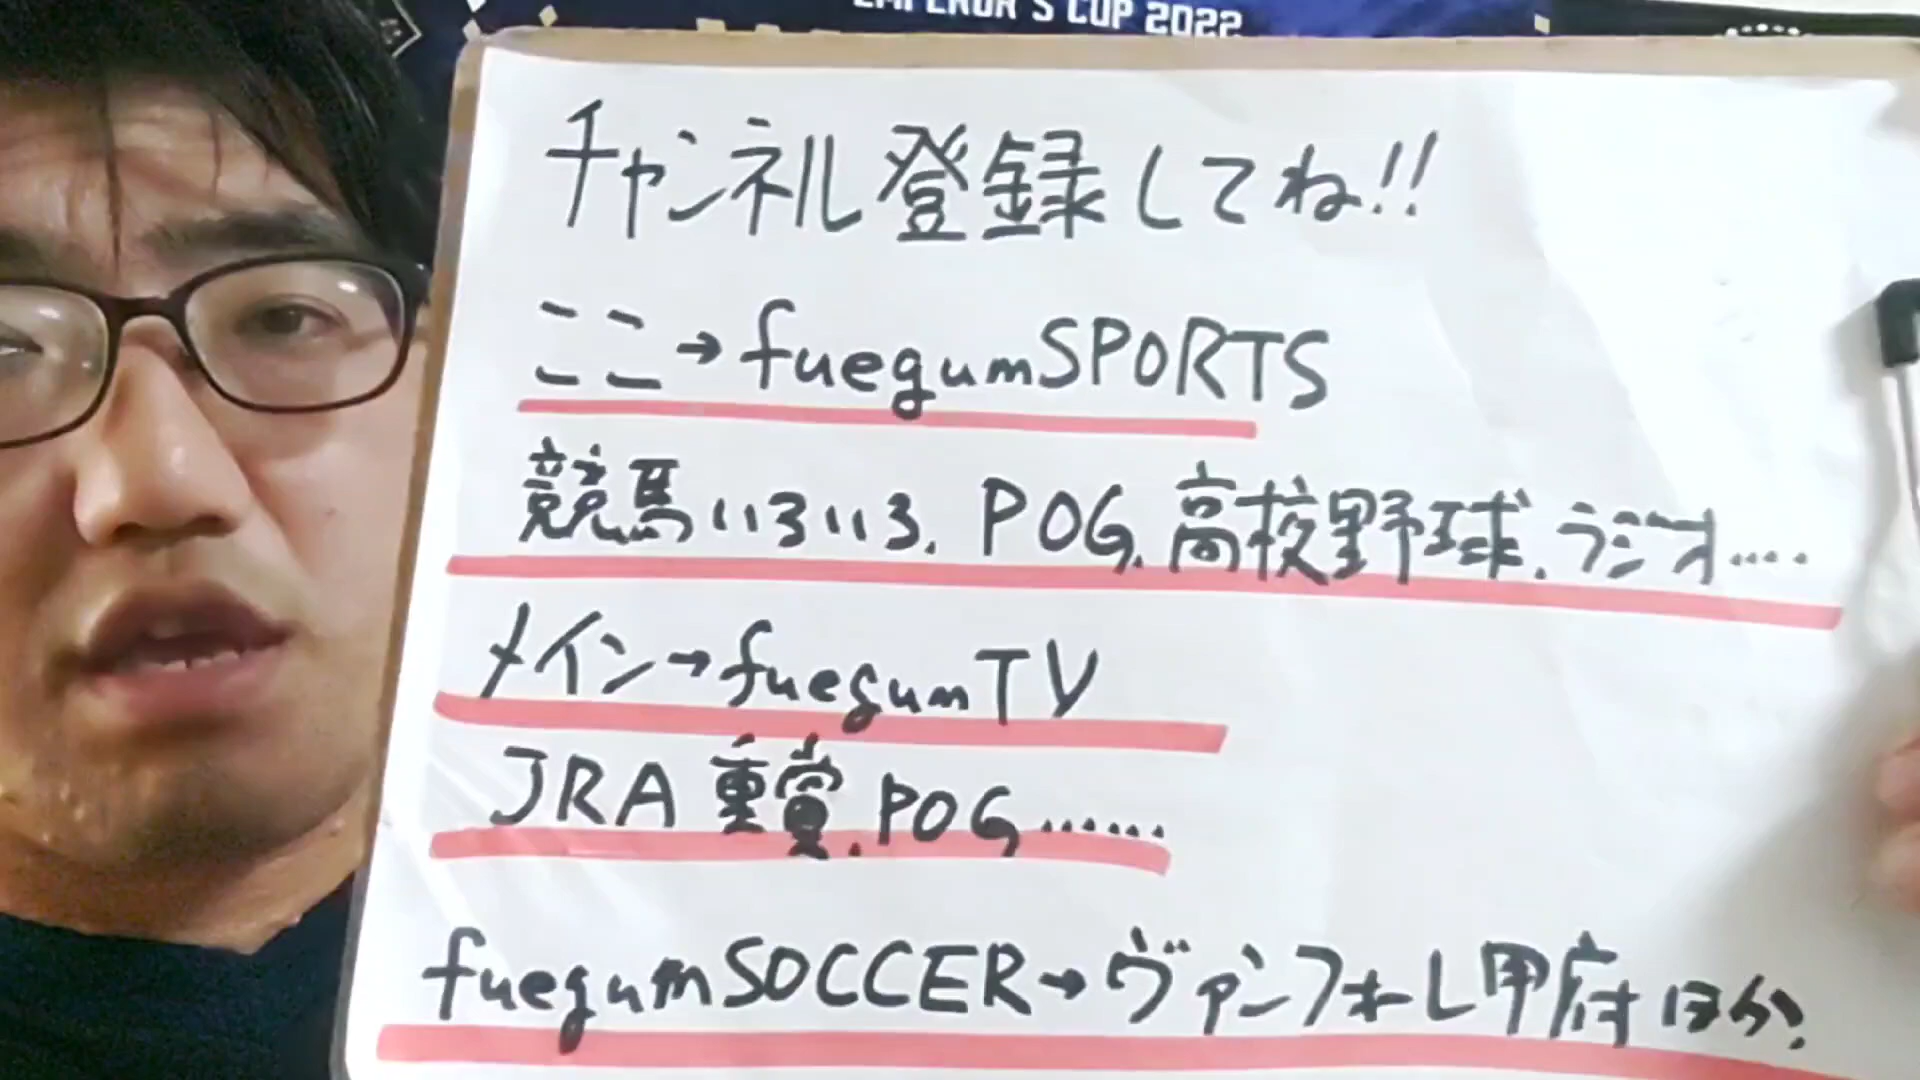 EMPEROR'S CUP 2022
チャンネル登録してね!!
ここ→fuegumSPORTS
競馬いろいろ、POG、高校野球、ラジオ....
メイン→fuegumTV
JRA重賞、POG......
fuegumSOCCER→ヴァンフォーレ甲府ほか、